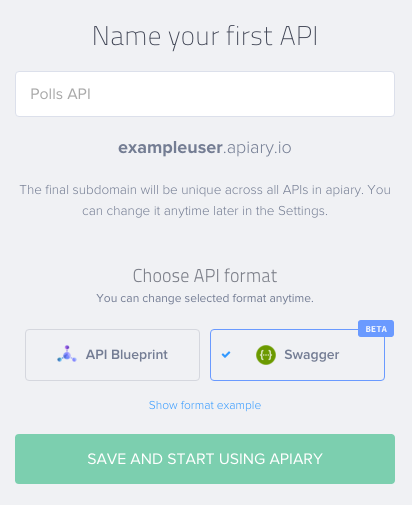 Name your first API
Polls API
exampleuser.apiary.io
The final subdomain will be unique across all APIs in apiary. You
can change it anytime later in the Settings.
Choose API format
You can change selected format anytime.
BETA
API Blueprint
Swagger
Show format example
SAVE AND START USING APIARY